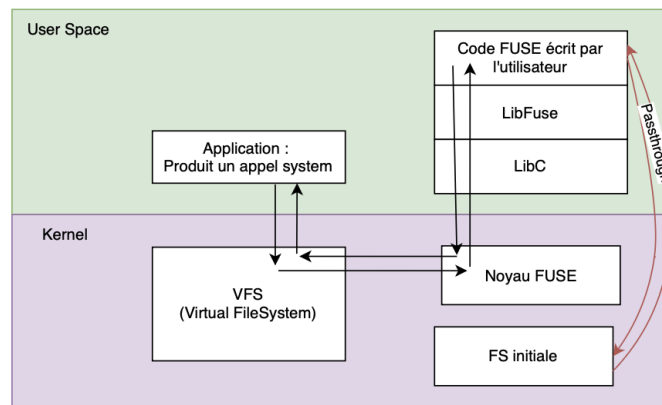 User Space
Code FUSE écrit par
l'utilisateur
LibFuse
LibC
Passthrough
Application :
Produit un appel system
Kernel
VFS
(Virtual FileSystem)
Noyau FUSE
FS initiale